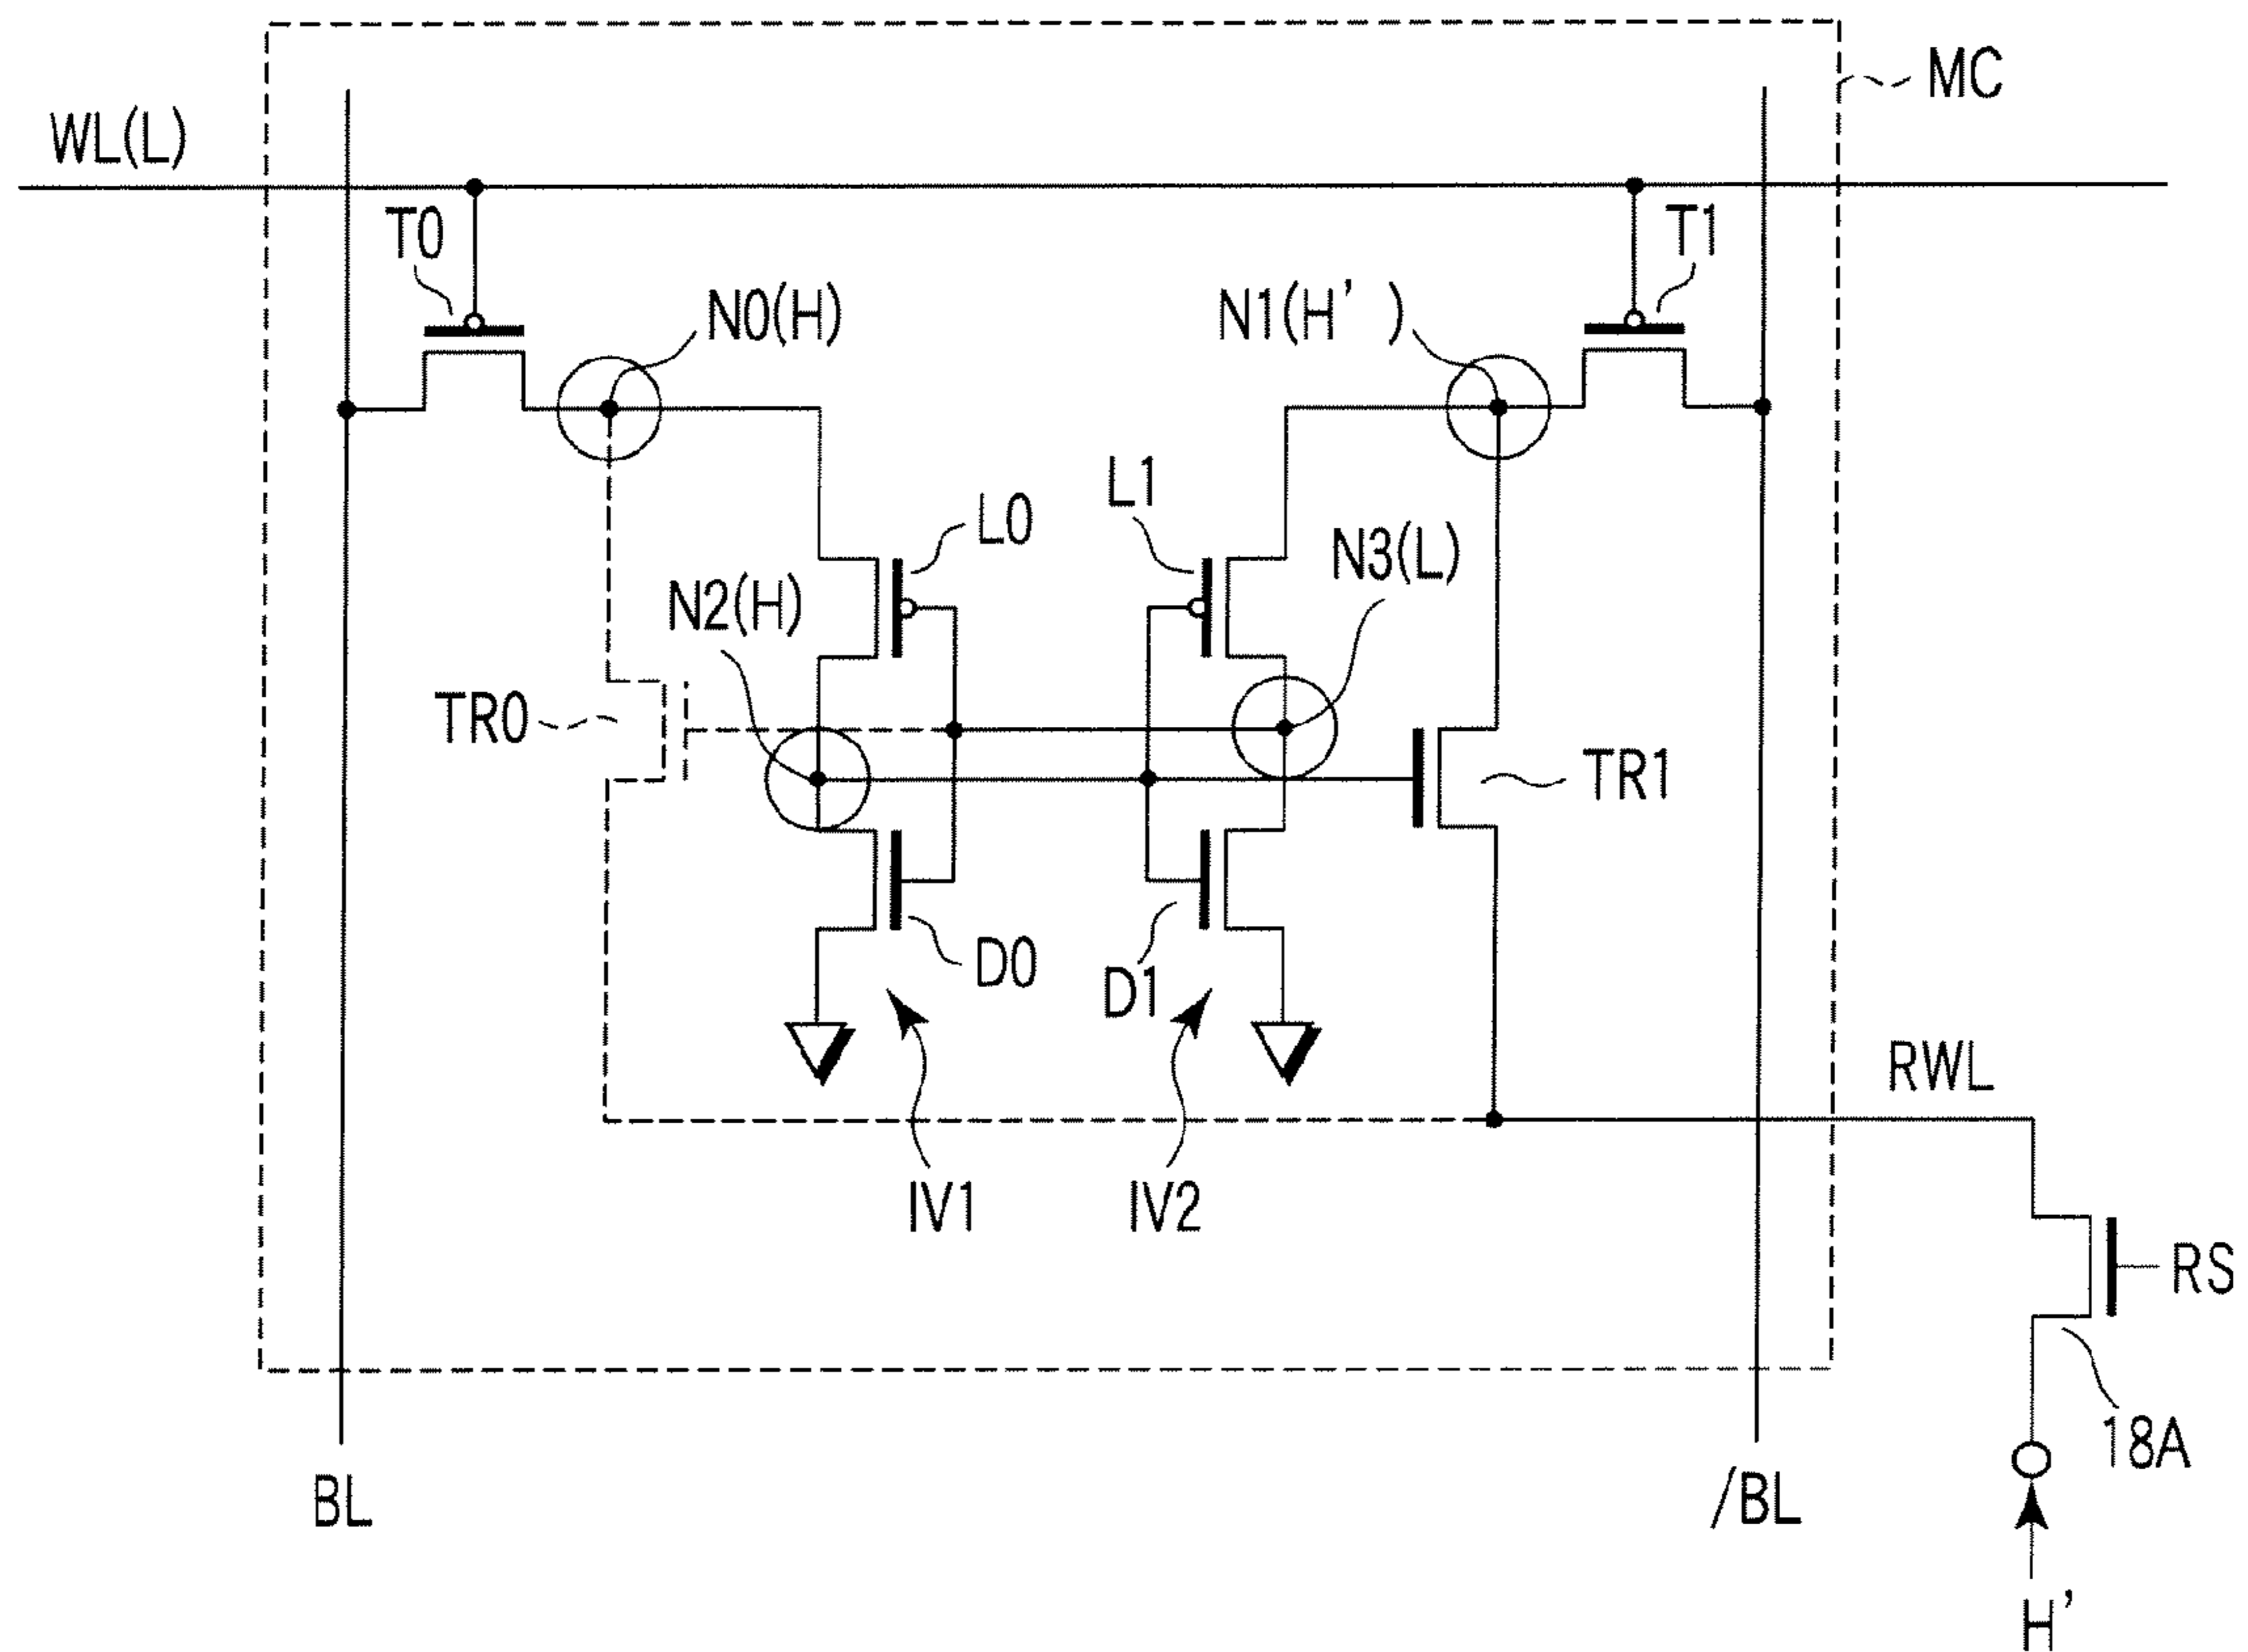 MC
WL(L)
T0
T1
N0(H)
N1(H' )
L0
L1
N3(L)
N2(H)
TR0
TR1
D0
D1
RWL
IV1
IV2
RS
18A
BL
/BL
H'